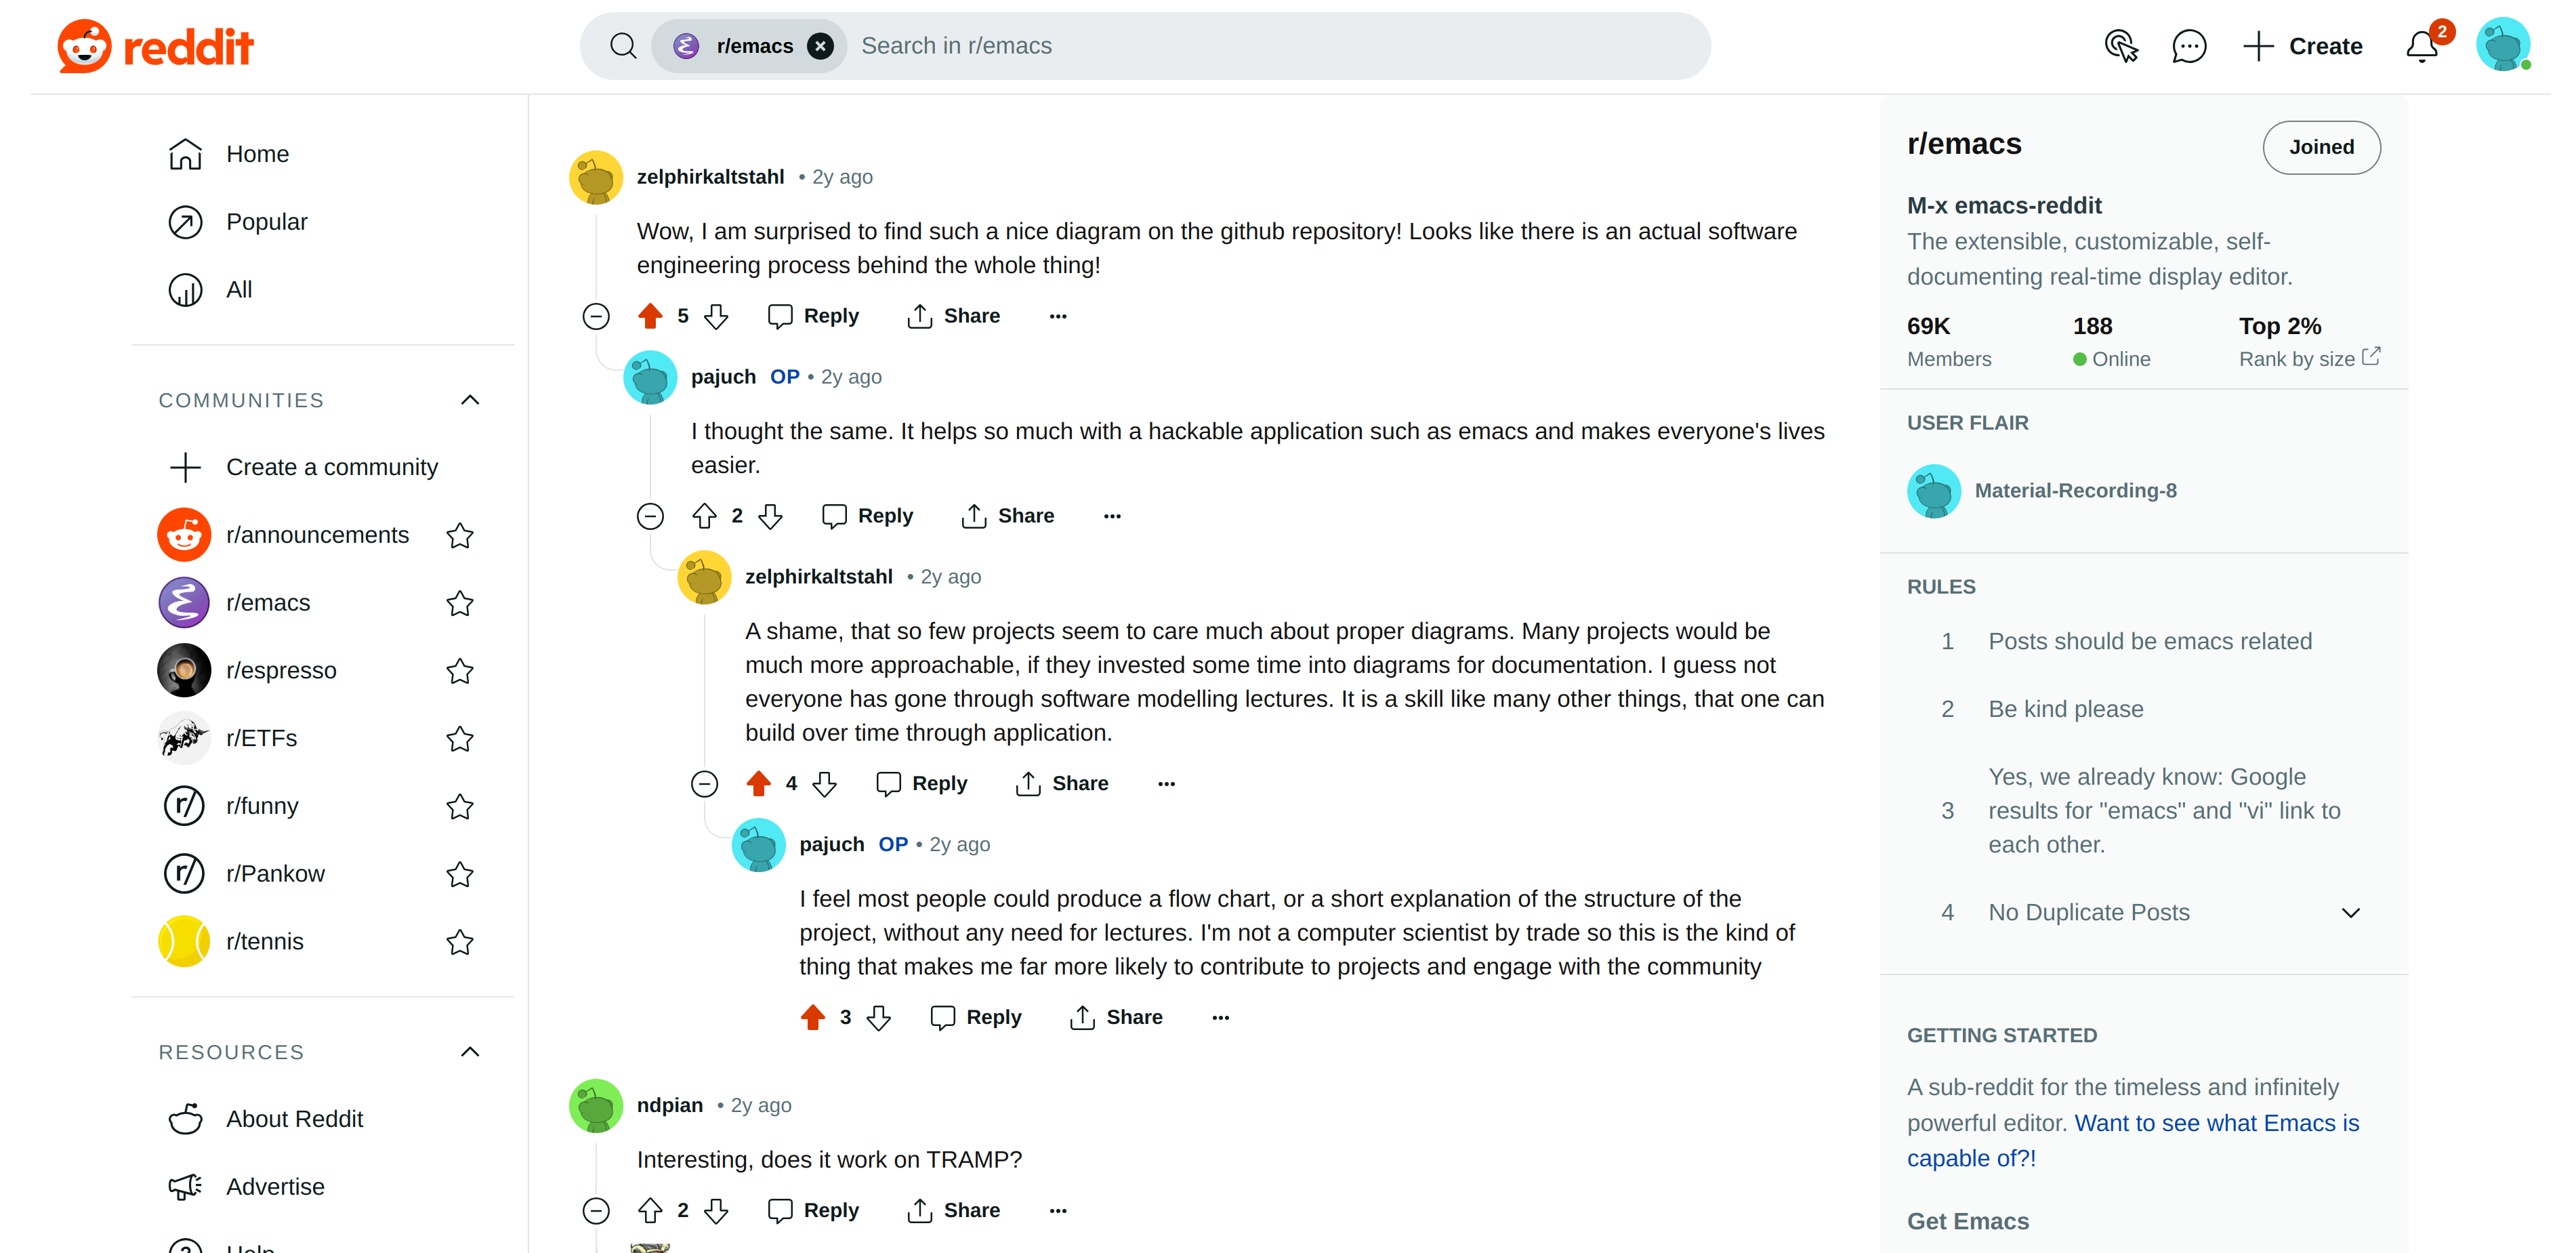 reddit
r/emacs
Search in r/emacs
Create
2
Home
Popular
All
COMMUNITIES
Create a community
r/announcements
r/emacs
r/espresso
r/ETFs
r/funny
r/Pankow
r/tennis
RESOURCES
About Reddit
Advertise
Help
zelphirkaltstahl • 2y ago
Wow, I am surprised to find such a nice diagram on the github repository! Looks like there is an actual software
engineering process behind the whole thing!
5 Reply Share
pajuch OP • 2y ago
I thought the same. It helps so much with a hackable application such as emacs and makes everyone's lives
easier.
2 Reply Share
zelphirkaltstahl • 2y ago
A shame, that so few projects seem to care much about proper diagrams. Many projects would be
much more approachable, if they invested some time into diagrams for documentation. I guess not
everyone has gone through software modelling lectures. It is a skill like many other things, that one can
build over time through application.
4 Reply Share
pajuch OP • 2y ago
I feel most people could produce a flow chart, or a short explanation of the structure of the
project, without any need for lectures. I'm not a computer scientist by trade so this is the kind of
thing that makes me far more likely to contribute to projects and engage with the community
3 Reply Share
ndpian • 2y ago
Interesting, does it work on TRAMP?
2 Reply Share
r/emacs
Joined
M-x emacs-reddit
The extensible, customizable, self-
documenting real-time display editor.
69K 188 Top 2%
Members Online Rank by size
USER FLAIR
Material-Recording-8
RULES
1 Posts should be emacs related
2 Be kind please
3 Yes, we already know: Google
results for "emacs" and "vi" link to
each other.
4 No Duplicate Posts
GETTING STARTED
A sub-reddit for the timeless and infinitely
powerful editor. Want to see what Emacs is
capable of?!
Get Emacs